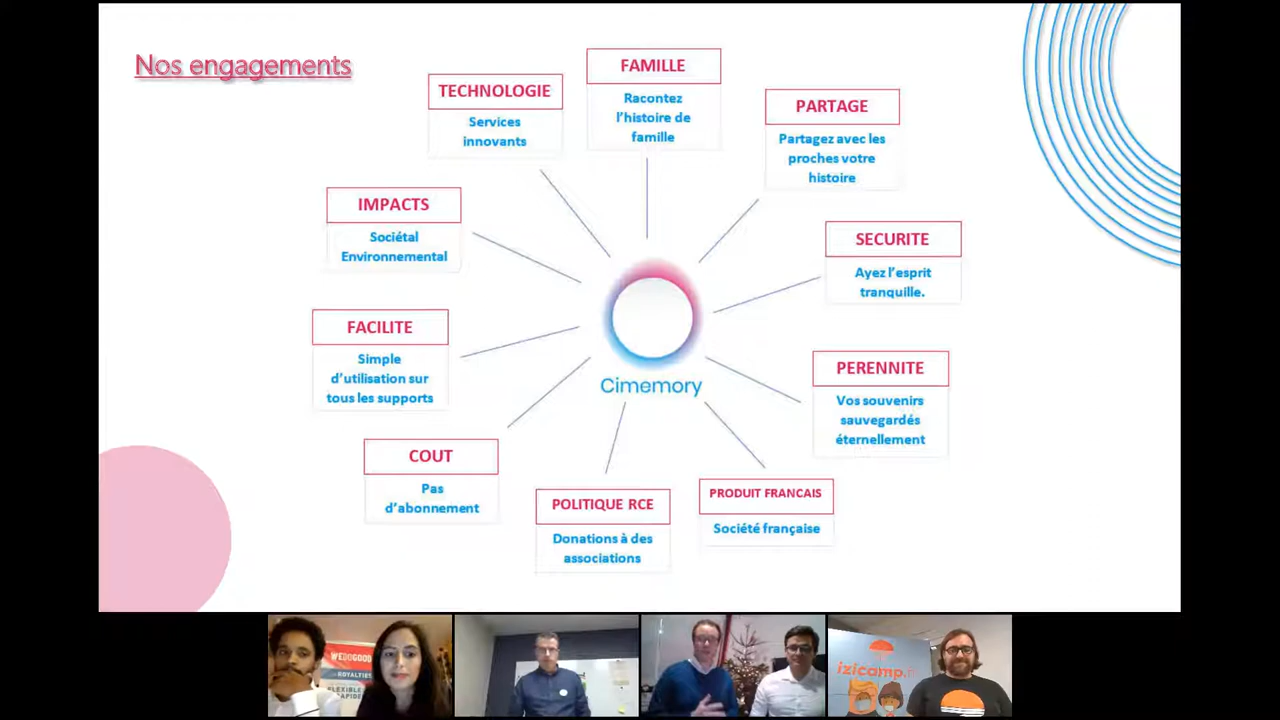 Nos engagements
FAMILLE
Racontez
l'histoire de
famille
TECHNOLOGIE
Services
innovants
PARTAGE
Partagez avec les
proches votre
histoire
IMPACTS
Sociétal
Environnemental
SECURITE
Ayez l'esprit
tranquille.
FACILITE
Simple
d'utilisation sur
tous les supports
PERENNITE
Vos souvenirs
sauvegardés
éternellement
Cimemory
COUT
Pas
d'abonnement
POLITIQUE RCE
Donations à des
associations
PRODUIT FRANCAIS
Société française
WEDOGOOD
ROYALTIES
izicamp